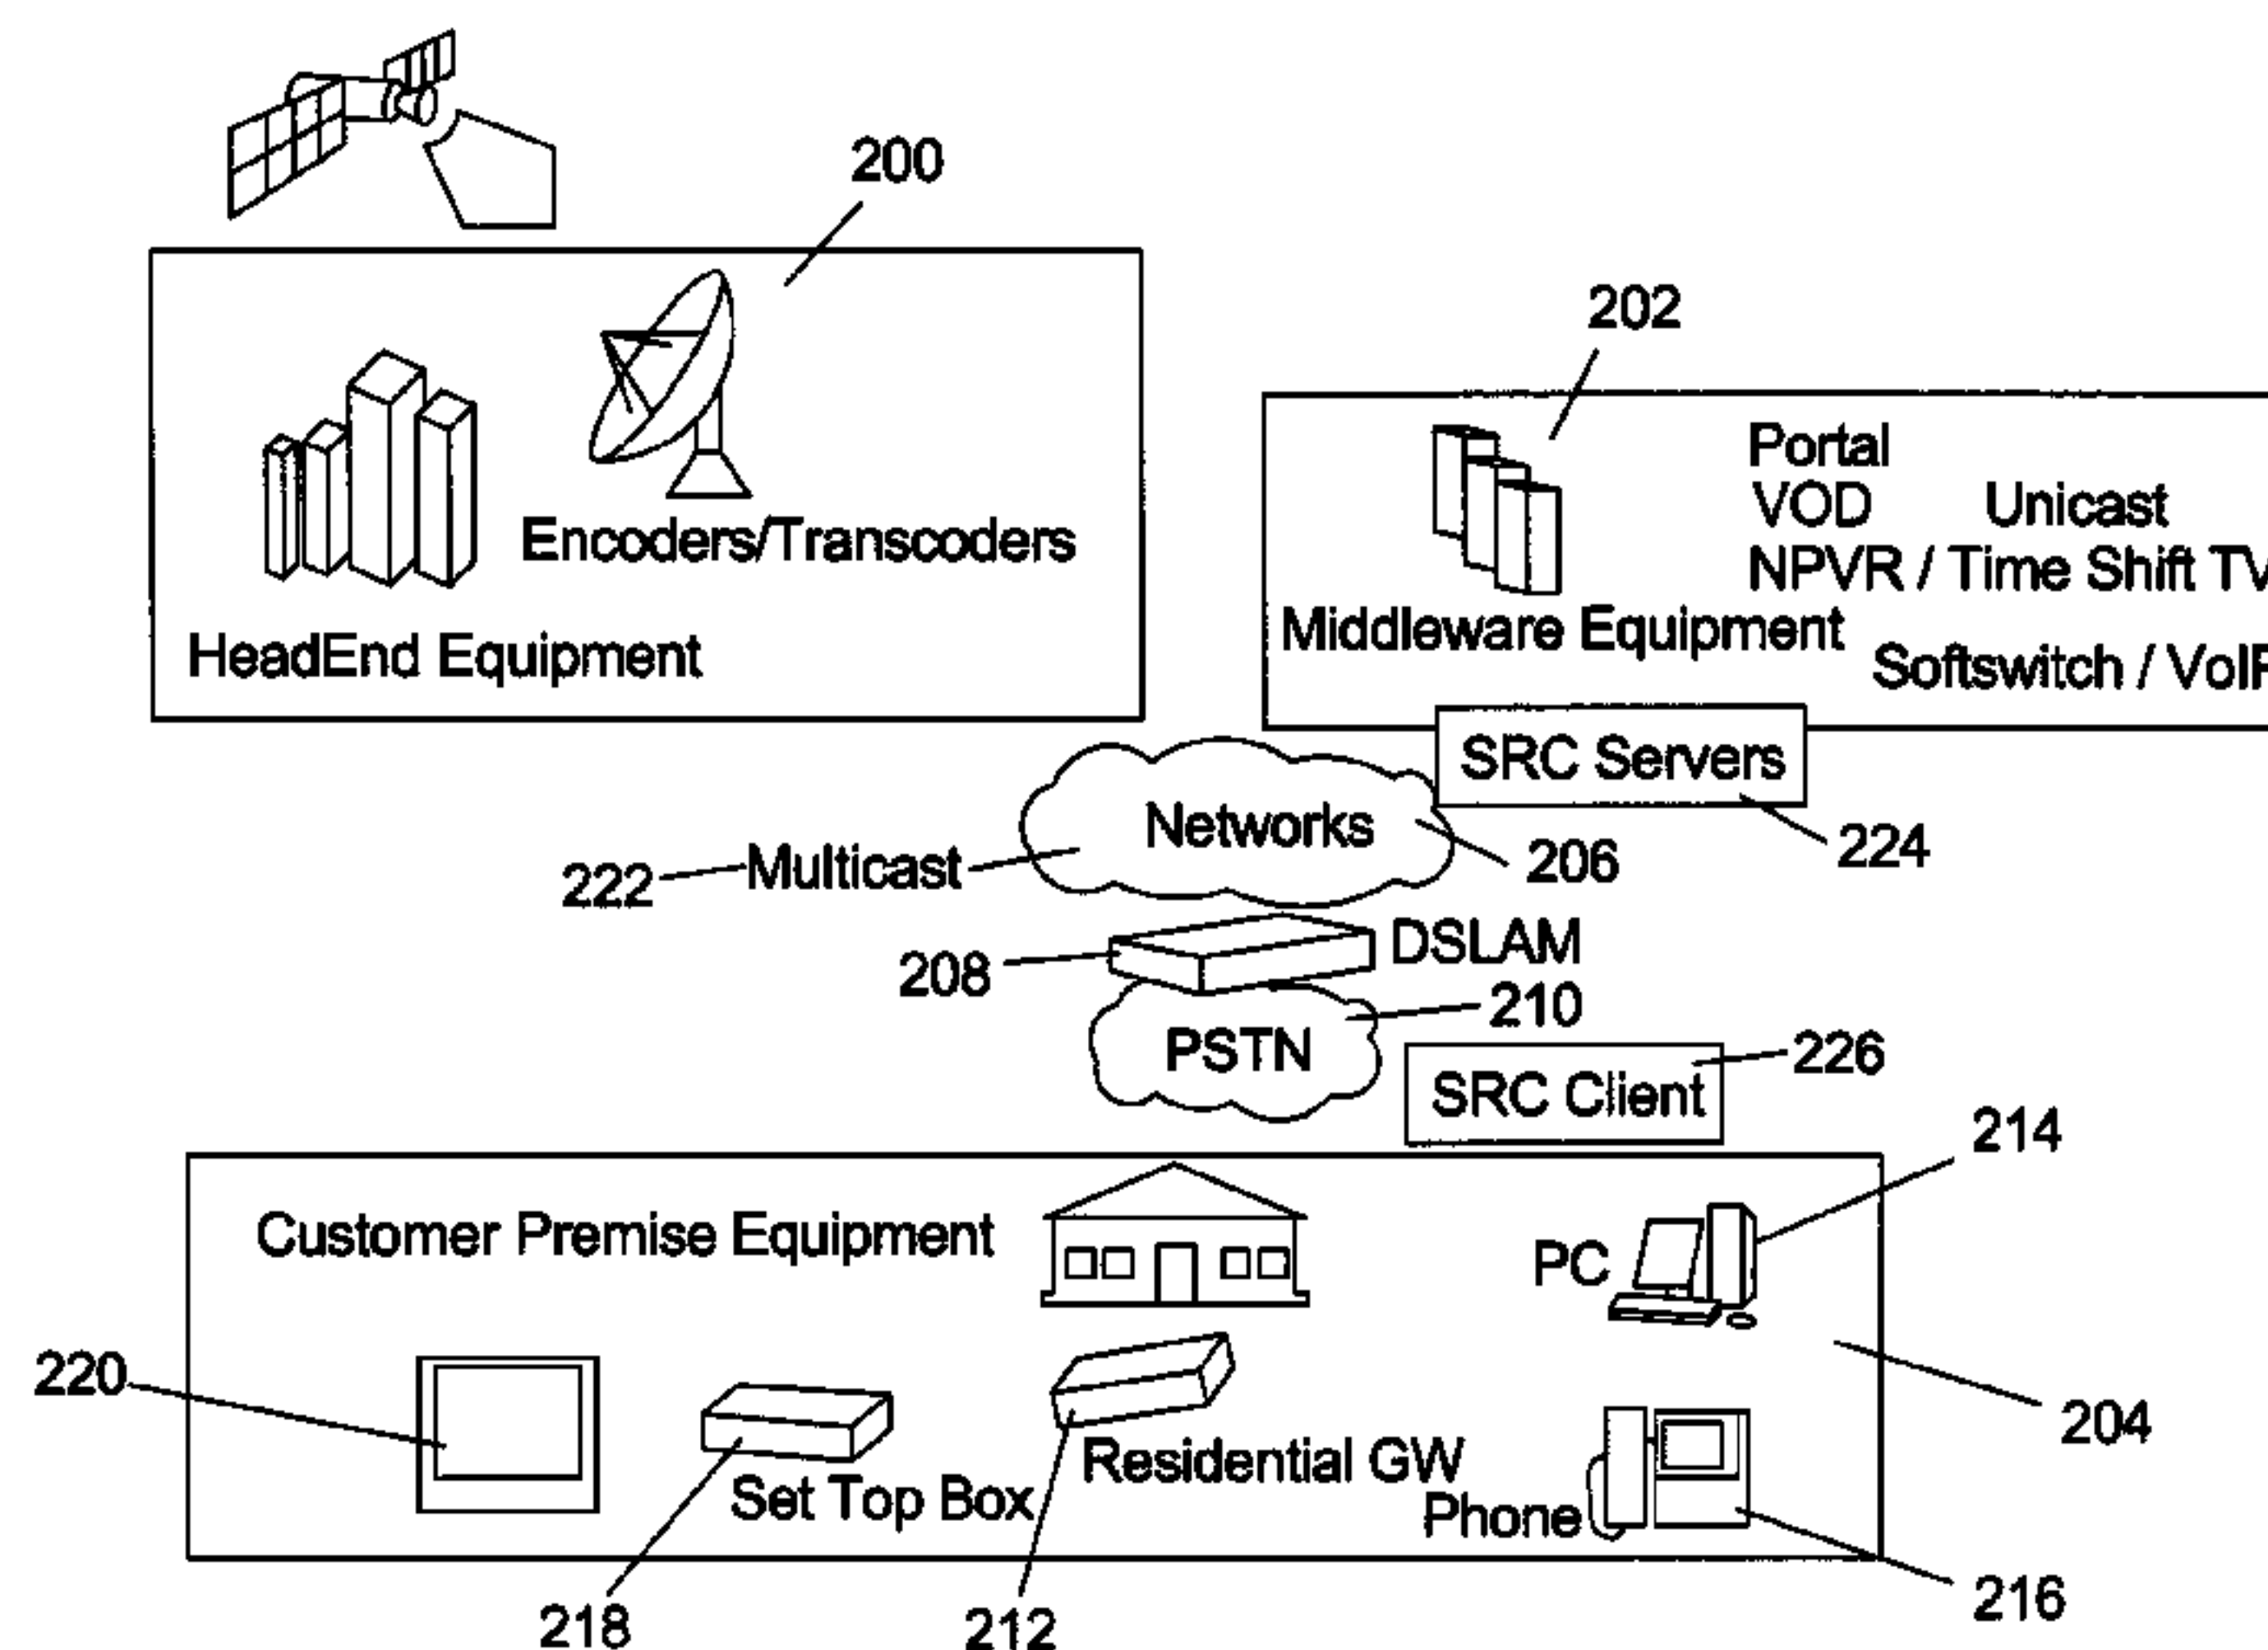 200
202
Portal
VOD Unicast
NPVR / Time Shift TV
Encoders/Transcoders
Middleware Equipment
HeadEnd Equipment
Softswitch / VoIP
SRC Servers
Networks
224
206
222 Multicast
DSLAM
208
210
PSTN
226
SRC Client
214
Customer Premise Equipment
PC
220
204
Residential GW
Set Top Box
Phone
216
218
212